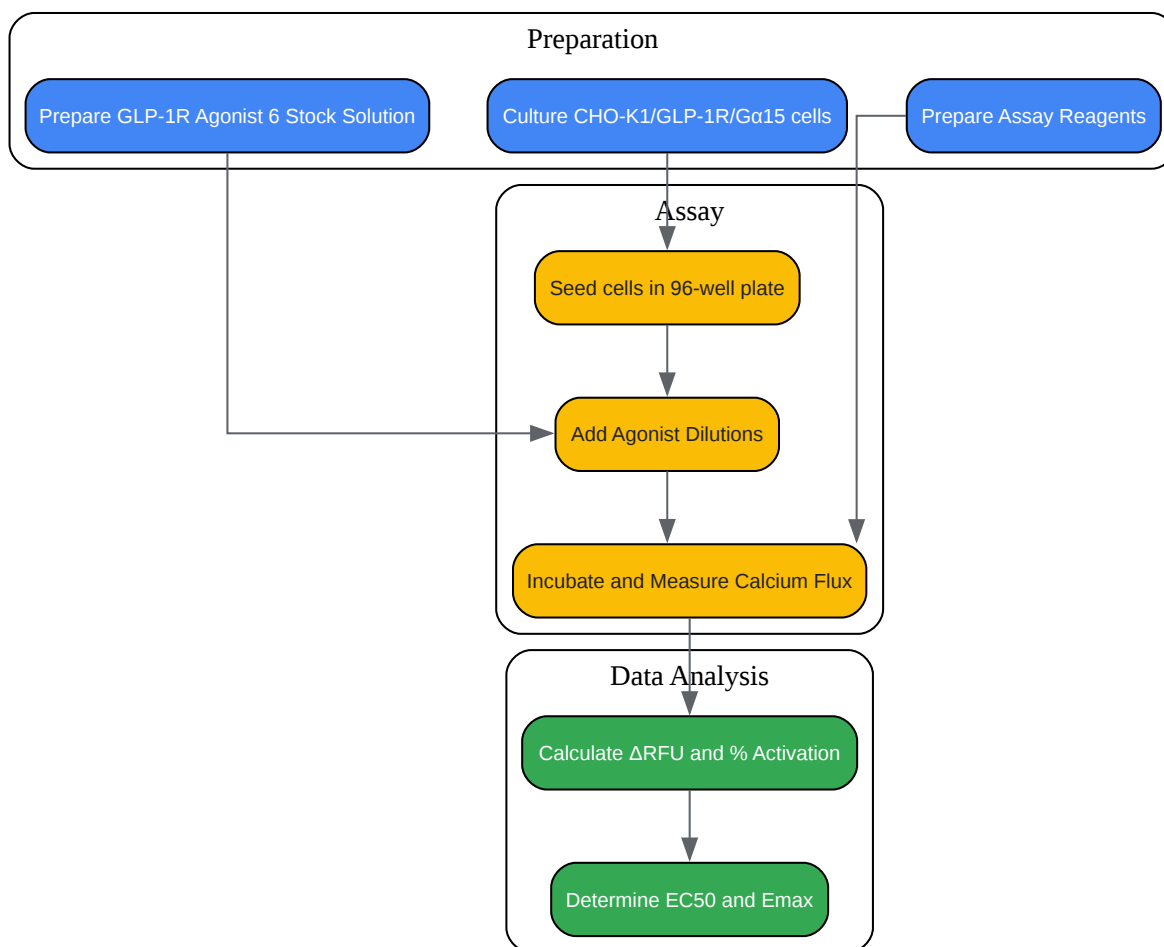 Preparation
Prepare GLP-1R Agonist 6 Stock Solution
Culture CHO-K1/GLP-1R/Gα15 cells
Prepare Assay Reagents
Assay
Seed cells in 96-well plate
Add Agonist Dilutions
Incubate and Measure Calcium Flux
Data Analysis
Calculate ΔRFU and % Activation
Determine EC50 and Emax